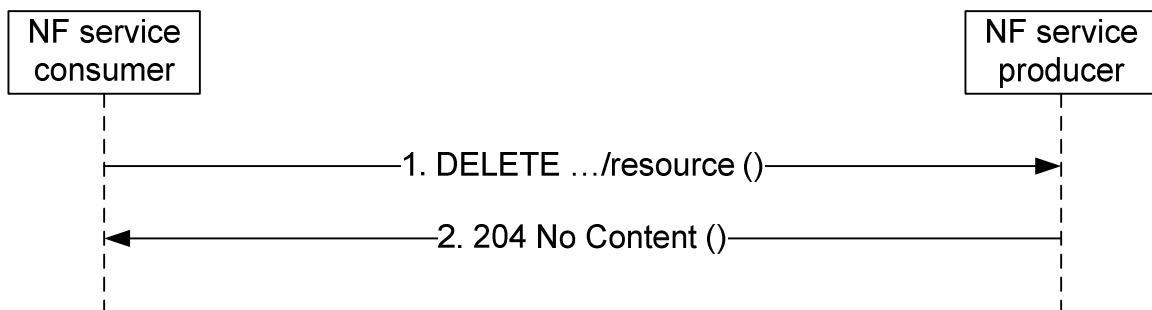 NF service
consumer
NF service
producer
1. DELETE …/resource ()
2. 204 No Content ()